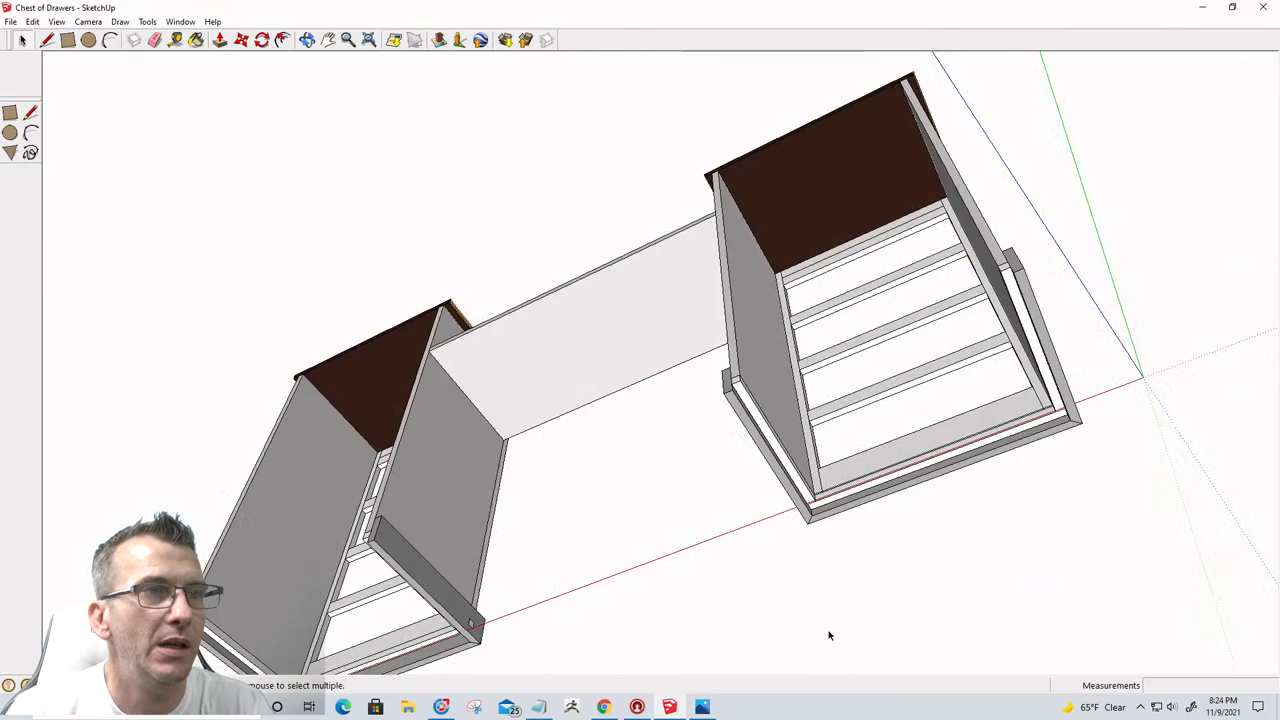 Chest of Drawers - SketchUp
File Edit View Camera Draw Tools Window Help
mouse to select multiple.
Measurements
25
65°F Clear
8:24 PM
11/9/2021